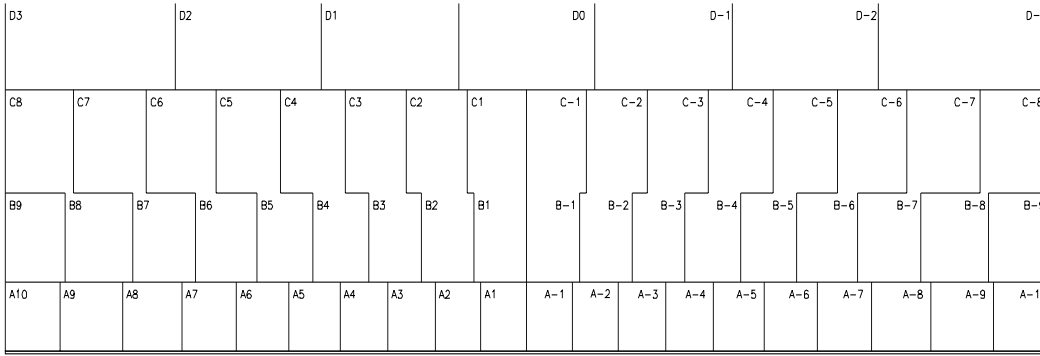 D3 D2 D1 D0 D-1 D-2 D-
C8 C7 C6 C5 C4 C3 C2 C1 C-1 C-2 C-3 C-4 C-5 C-6 C-7 C-8
B9 B8 B7 B6 B5 B4 B3 B2 B1 B-1 B-2 B-3 B-4 B-5 B-6 B-7 B-8 B-9
A10 A9 A8 A7 A6 A5 A4 A3 A2 A1 A-1 A-2 A-3 A-4 A-5 A-6 A-7 A-8 A-9 A-1